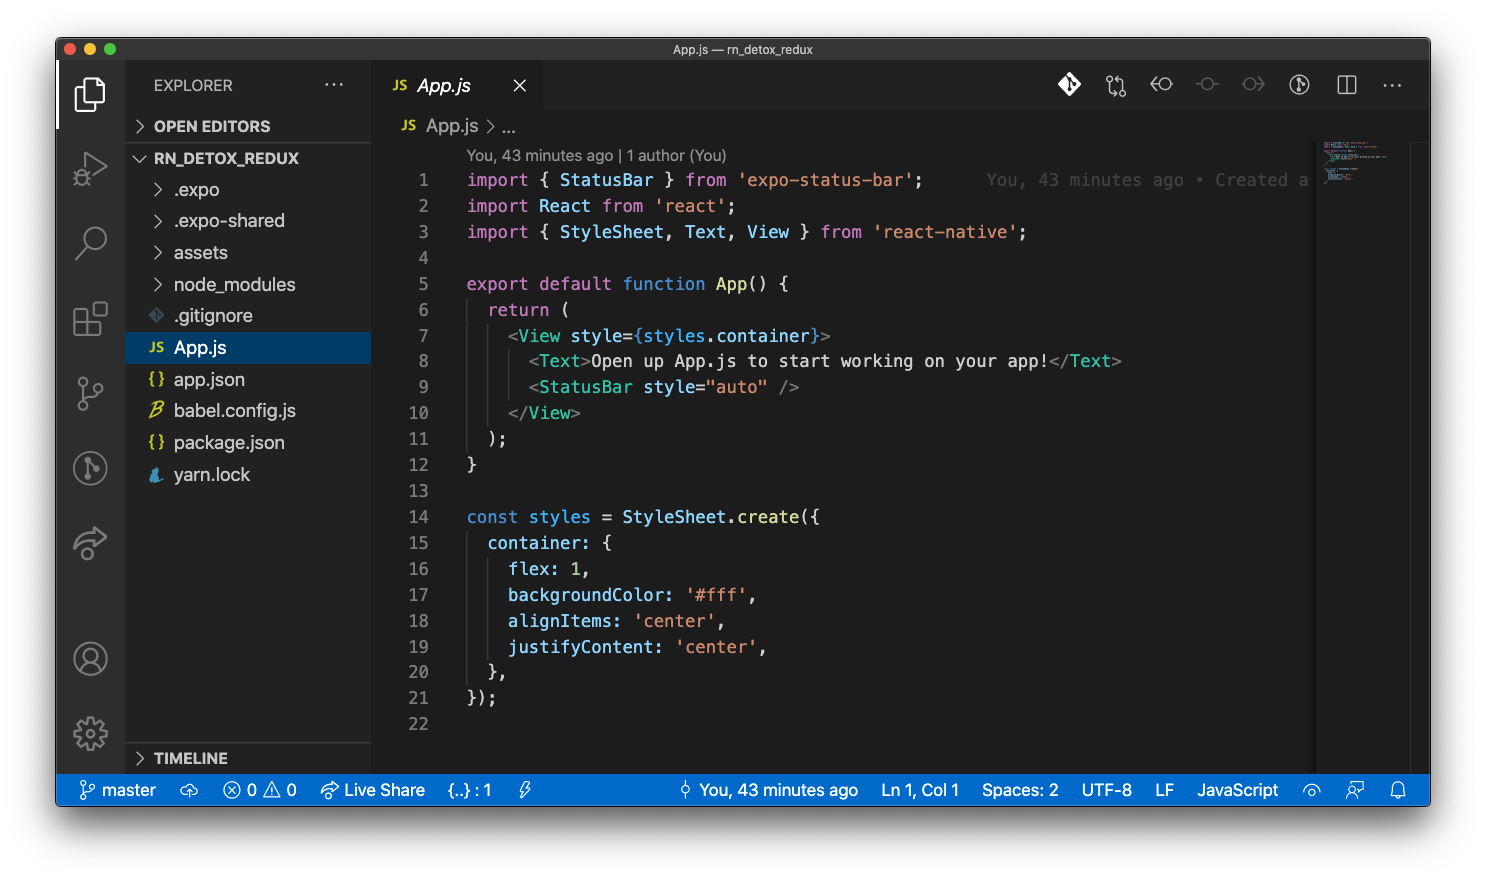 App.js — rn_detox_redux
EXPLORER ···
OPEN EDITORS
RN_DETOX_REDUX
.expo
.expo-shared
assets
node_modules
.gitignore
JS App.js
{} app.json
babel.config.js
{} package.json
yarn.lock
TIMELINE
JS App.js
JS App.js > ...
You, 43 minutes ago | 1 author (You)
1 import { StatusBar } from 'expo-status-bar'; You, 43 minutes ago • Created a
2 import React from 'react';
3 import { StyleSheet, Text, View } from 'react-native';
4
5 export default function App() {
6 return (
7 <View style={styles.container}>
8 <Text>Open up App.js to start working on your app!</Text>
9 <StatusBar style="auto" />
10 </View>
11 );
12 }
13
14 const styles = StyleSheet.create({
15 container: {
16 flex: 1,
17 backgroundColor: '#fff',
18 alignItems: 'center',
19 justifyContent: 'center',
20 },
21 });
22
master 0 0 Live Share {..} : 1 You, 43 minutes ago Ln 1, Col 1 Spaces: 2 UTF-8 LF JavaScript